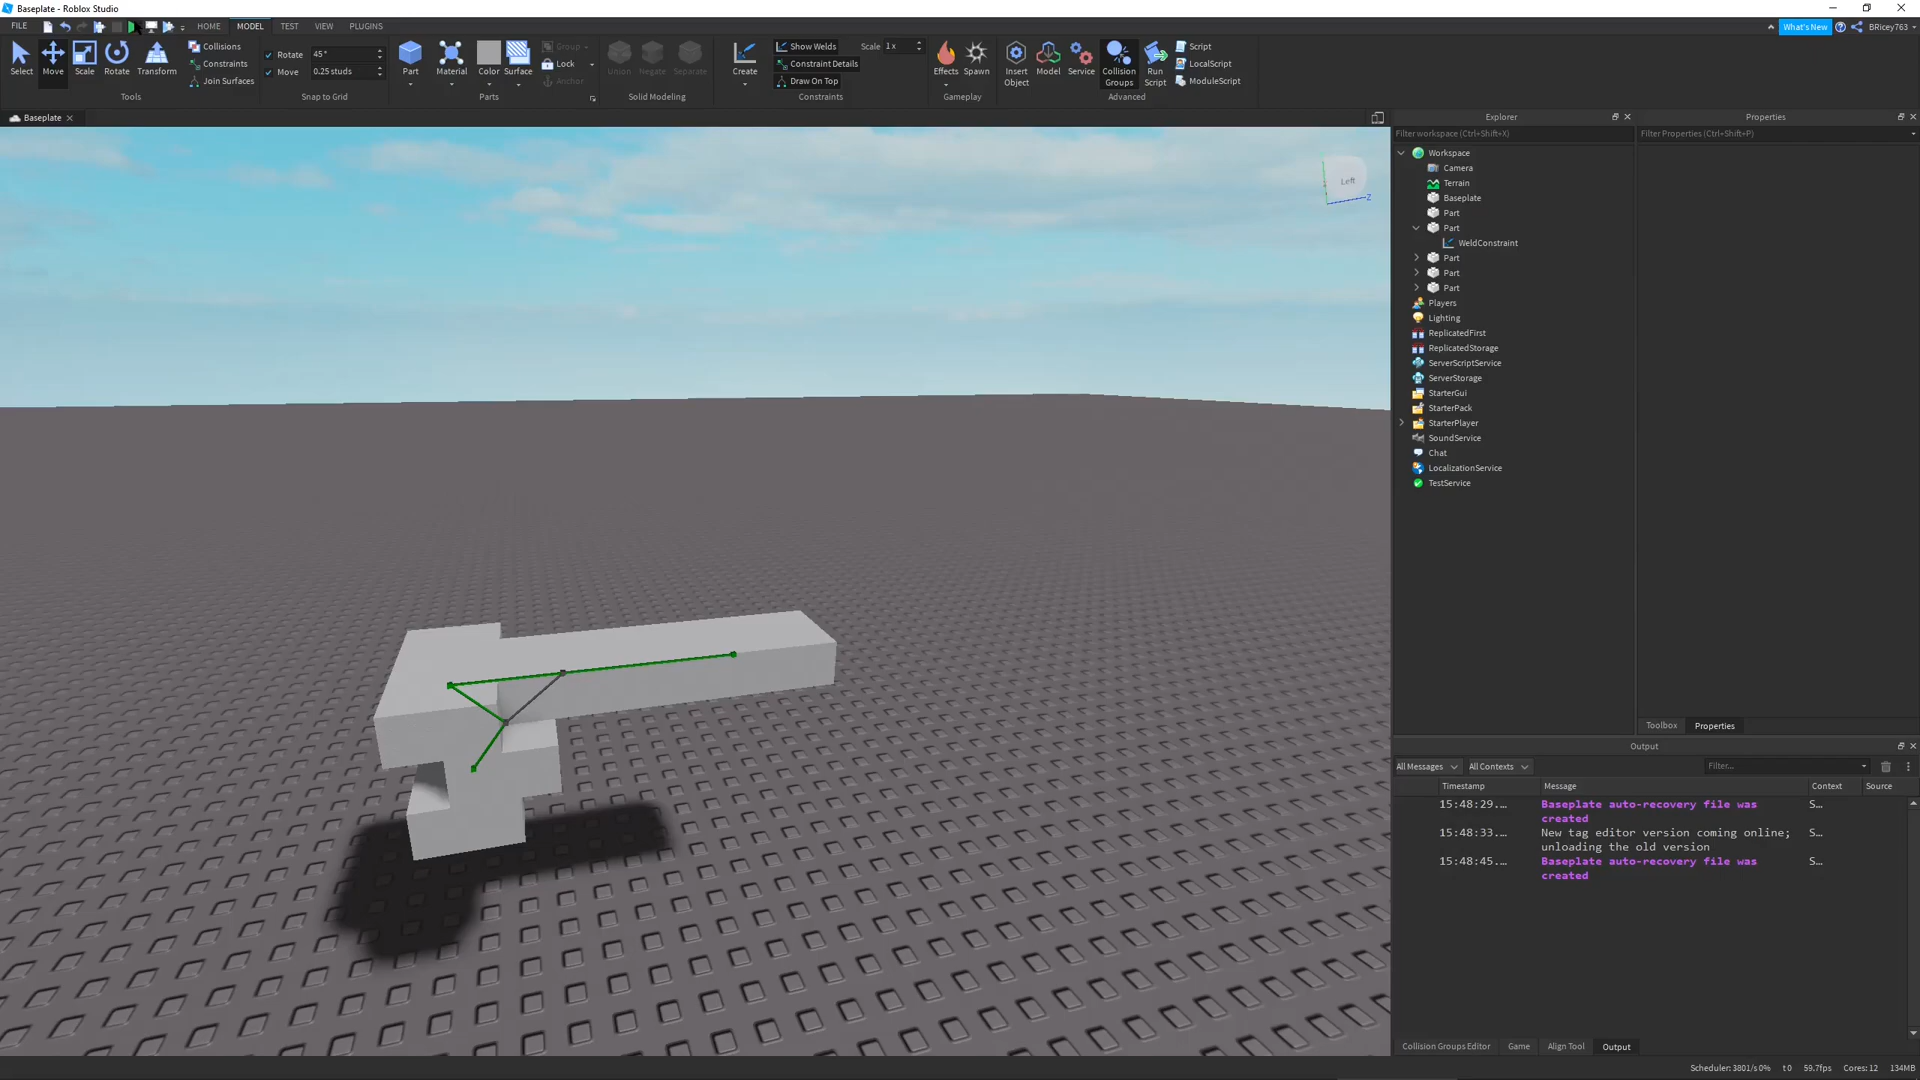 Baseplate - Roblox Studio
FILE HOME MODEL TEST VIEW PLUGINS What's New BRicey763
Select Move Scale Rotate Transform
Collisions
Constraints
Join Surfaces
Tools
Rotate 45°
Move 0.25 studs
Snap to Grid
Part Material Color Surface
Group
Lock
Anchor
Parts
Union Negate Separate
Solid Modeling
Create
Show Welds Scale 1 x
Constraint Details
Draw On Top
Constraints
Effects Spawn
Gameplay
Insert Object
Model Service
Collision Groups
Run Script
Script
LocalScript
ModuleScript
Advanced
Baseplate
Left
Z
Explorer
Filter workspace (Ctrl+Shift+X)
Workspace
Camera
Terrain
Baseplate
Part
Part
WeldConstraint
Part
Part
Part
Players
Lighting
ReplicatedFirst
ReplicatedStorage
ServerScriptService
ServerStorage
StarterGui
StarterPack
StarterPlayer
SoundService
Chat
LocalizationService
TestService
Properties
Filter Properties (Ctrl+Shift+P)
Toolbox Properties
Output
All Messages All Contexts Filter...
Timestamp Message Context Source
15:48:29.... Baseplate auto-recovery file was S...
created
15:48:33.... New tag editor version coming online; S...
unloading the old version
15:48:45.... Baseplate auto-recovery file was S...
created
Collision Groups Editor Game Align Tool Output
Scheduler: 3801/s 0% t 0 59.7fps Cores: 12 134MB